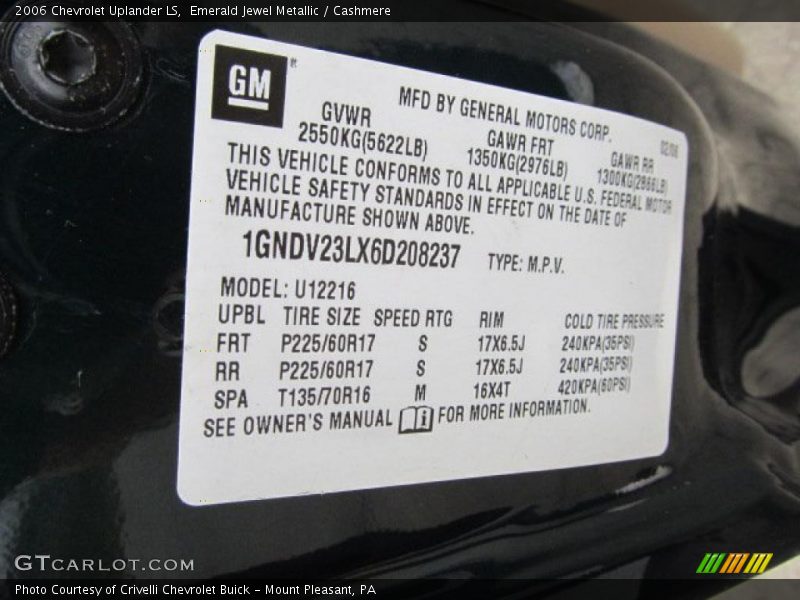 2006 Chevrolet Uplander LS, Emerald Jewel Metallic / Cashmere
GM
MFD BY GENERAL MOTORS CORP.
02/06
GVWR GAWR FRT GAWR RR
2550KG(5622LB) 1350KG(2976LB) 1300KG(2866LB)
THIS VEHICLE CONFORMS TO ALL APPLICABLE U.S. FEDERAL MOTOR
VEHICLE SAFETY STANDARDS IN EFFECT ON THE DATE OF
MANUFACTURE SHOWN ABOVE.
1GNDV23LX6D208237 TYPE: M.P.V.
MODEL: U12216
UPBL TIRE SIZE SPEED RTG RIM COLD TIRE PRESSURE
FRT P225/60R17 S 17X6.5J 240KPA(35PSI)
RR P225/60R17 S 17X6.5J 240KPA(35PSI)
SPA T135/70R16 M 16X4T 420KPA(60PSI)
SEE OWNER'S MANUAL FOR MORE INFORMATION.
GTCARLOT.COM
Photo Courtesy of Crivelli Chevrolet Buick - Mount Pleasant, PA